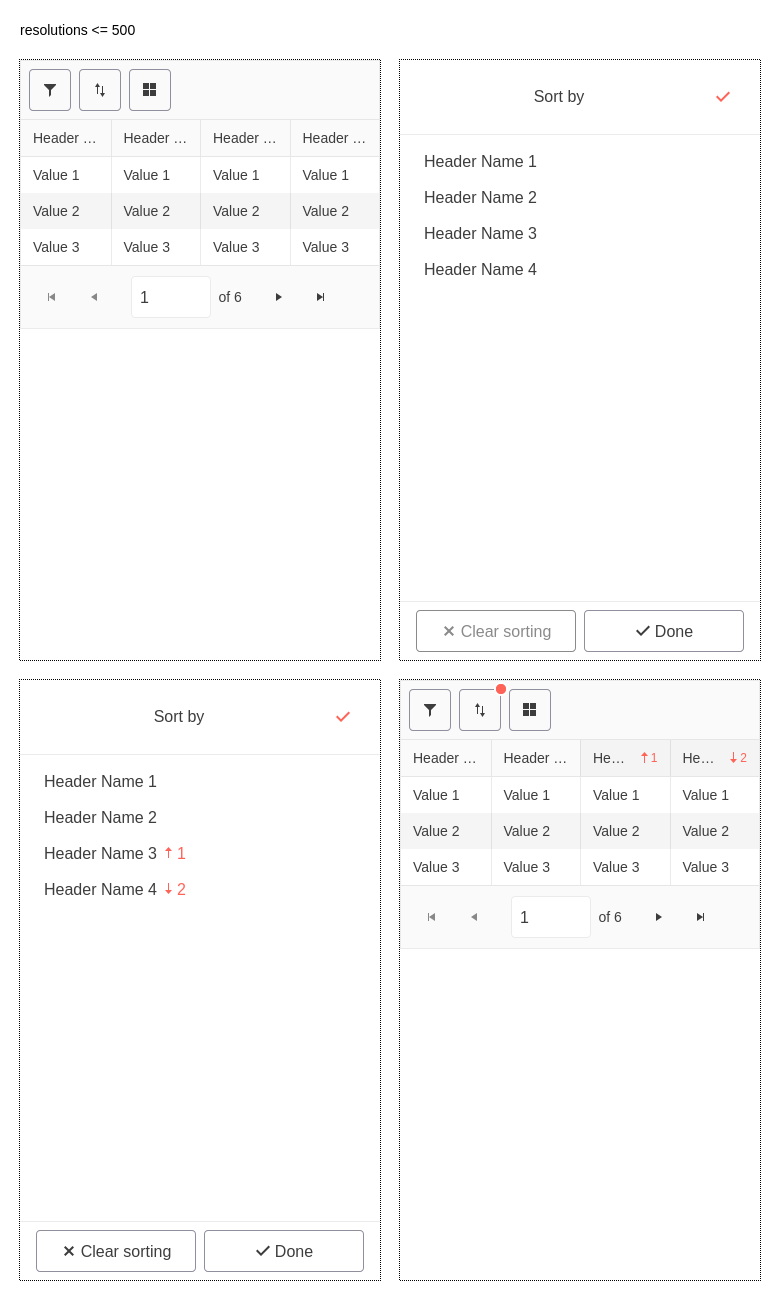 resolutions <= 500
Header ... Header ... Header ... Header ...
Value 1 Value 1 Value 1 Value 1
Value 2 Value 2 Value 2 Value 2
Value 3 Value 3 Value 3 Value 3
1 of 6
Sort by
Header Name 1
Header Name 2
Header Name 3
Header Name 4
Clear sorting Done
Sort by
Header Name 1
Header Name 2
Header Name 3 1
Header Name 4 2
Clear sorting Done
Header ... Header ... He... 1 He... 2
Value 1 Value 1 Value 1 Value 1
Value 2 Value 2 Value 2 Value 2
Value 3 Value 3 Value 3 Value 3
1 of 6